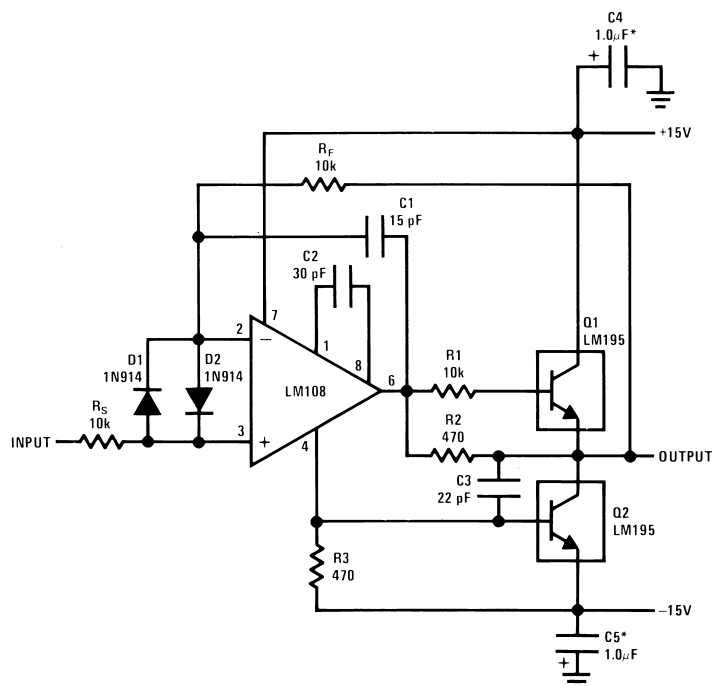 C4
1.0μF*
+
+15V
R_F
10k
C1
15 pF
C2
30 pF
Q1
LM195
7
2
−
1
D1
1N914
D2
1N914
8
6
R1
10k
LM108
R_S
10k
R2
470
INPUT
3
+
4
OUTPUT
C3
22 pF
Q2
LM195
R3
470
−15V
C5*
1.0μF
+